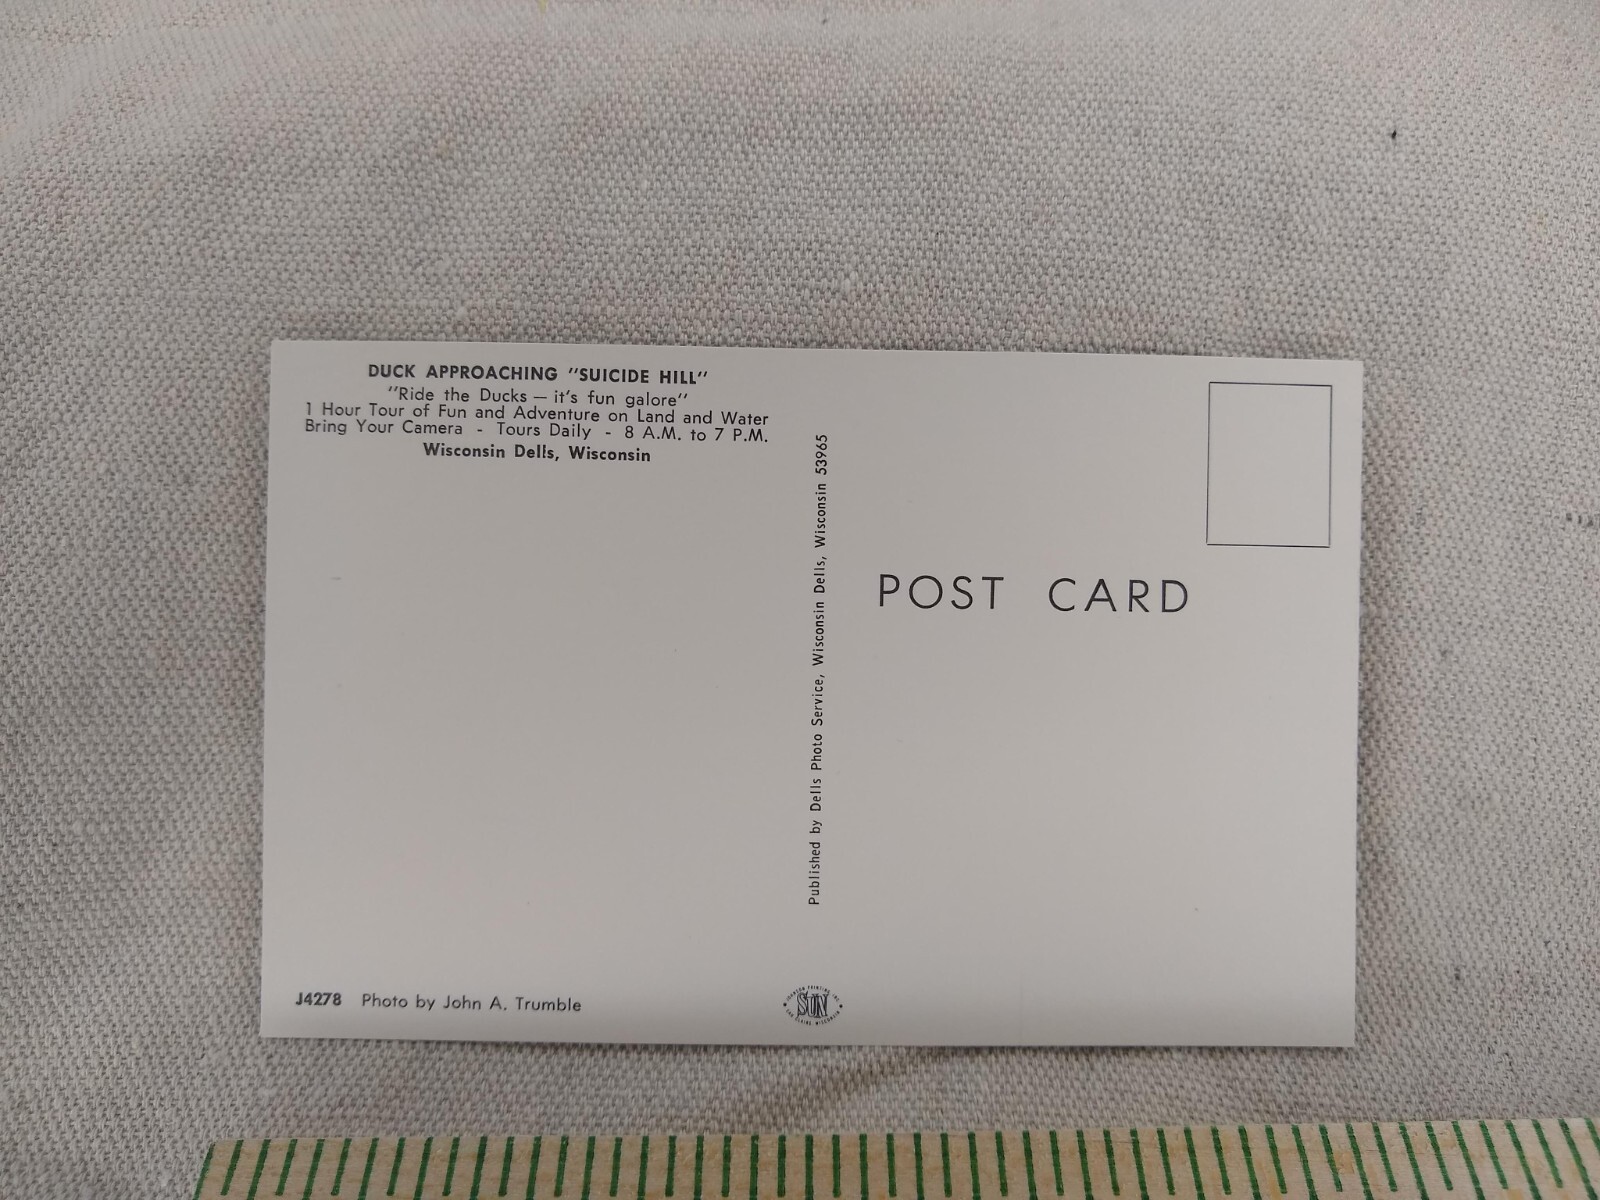 DUCK APPROACHING "SUICIDE HILL"
"Ride the Ducks — it's fun galore"
1 Hour Tour of Fun and Adventure on Land and Water
Bring Your Camera - Tours Daily - 8 A.M. to 7 P.M.
Wisconsin Dells, Wisconsin
Published by Dells Photo Service, Wisconsin Dells, Wisconsin 53965
POST CARD
J4278 Photo by John A. Trumble
SUN